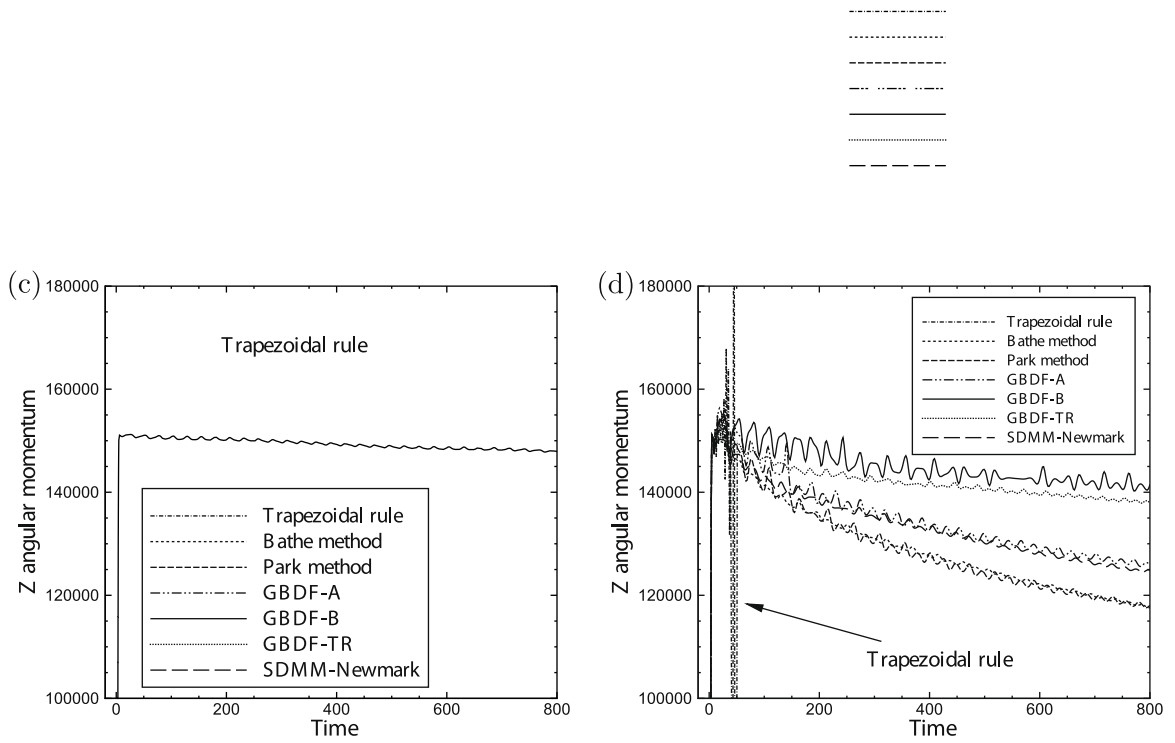 (c)
180000
160000
140000
120000
100000
Z angular momentum
Trapezoidal rule
Trapezoidal rule
Bathe method
Park method
GBDF-A
GBDF-B
GBDF-TR
SDMM-Newmark
0
200
400
600
800
Time
(d)
180000
160000
140000
120000
100000
Z angular momentum
Trapezoidal rule
Bathe method
Park method
GBDF-A
GBDF-B
GBDF-TR
SDMM-Newmark
Trapezoidal rule
0
200
400
600
800
Time